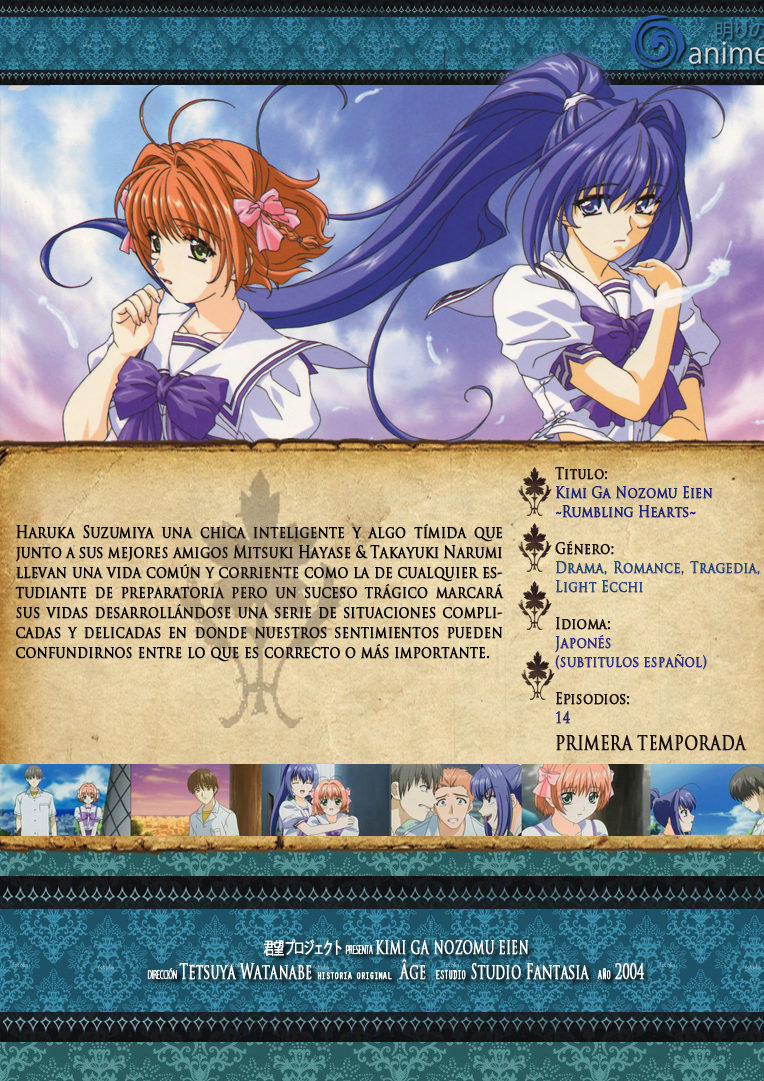 明りの
anime
Haruka Suzumiya una chica inteligente y algo tímida que
junto a sus mejores amigos Mitsuki Hayase & Takayuki Narumi
llevan una vida común y corriente como la de cualquier es-
tudiante de preparatoria pero un suceso trágico marcará
sus vidas desarrollándose una serie de situaciones compli-
cadas y delicadas en donde nuestros sentimientos pueden
confundirnos entre lo que es correcto o más importante.
Titulo:
Kimi Ga Nozomu Eien
~Rumbling Hearts~
Género:
Drama, Romance, Tragedia,
Light Ecchi
Idioma:
Japonés
(subtitulos español)
Episodios:
14
PRIMERA TEMPORADA
君望プロジェクト PRESENTA KIMI GA NOZOMU EIEN
DIRECCIÓN Tetsuya Watanabe HISTORIA ORIGINAL Âge ESTUDIO Studio Fantasia AÑO 2004